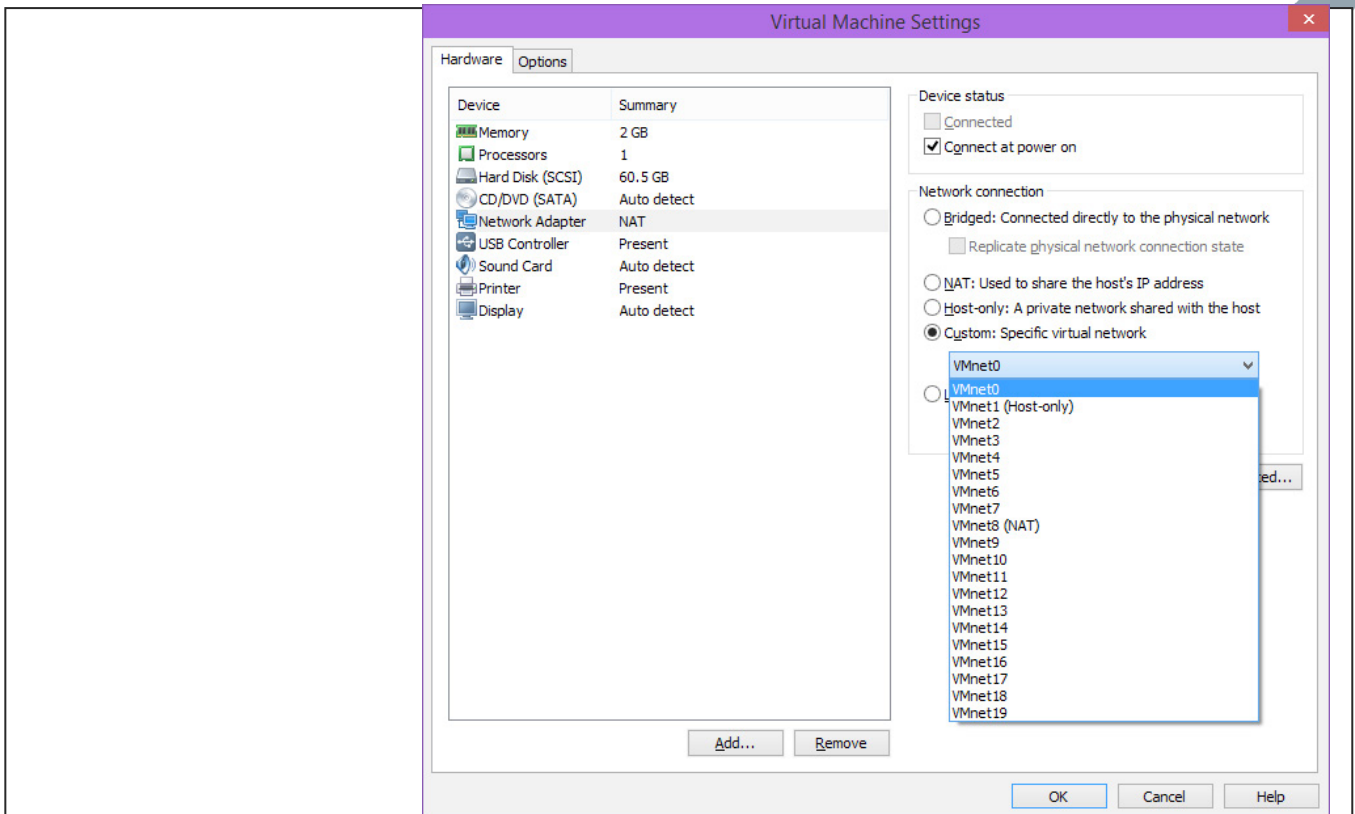 Virtual Machine Settings
Hardware
Options
Device Summary
Memory 2 GB
Processors 1
Hard Disk (SCSI) 60.5 GB
CD/DVD (SATA) Auto detect
Network Adapter NAT
USB Controller Present
Sound Card Auto detect
Printer Present
Display Auto detect
Add...
Remove
Device status
Connected
Connect at power on
Network connection
Bridged: Connected directly to the physical network
Replicate physical network connection state
NAT: Used to share the host's IP address
Host-only: A private network shared with the host
Custom: Specific virtual network
VMnet0
VMnet0
VMnet1 (Host-only)
VMnet2
VMnet3
VMnet4
VMnet5
VMnet6
VMnet7
VMnet8 (NAT)
VMnet9
VMnet10
VMnet11
VMnet12
VMnet13
VMnet14
VMnet15
VMnet16
VMnet17
VMnet18
VMnet19
OK
Cancel
Help